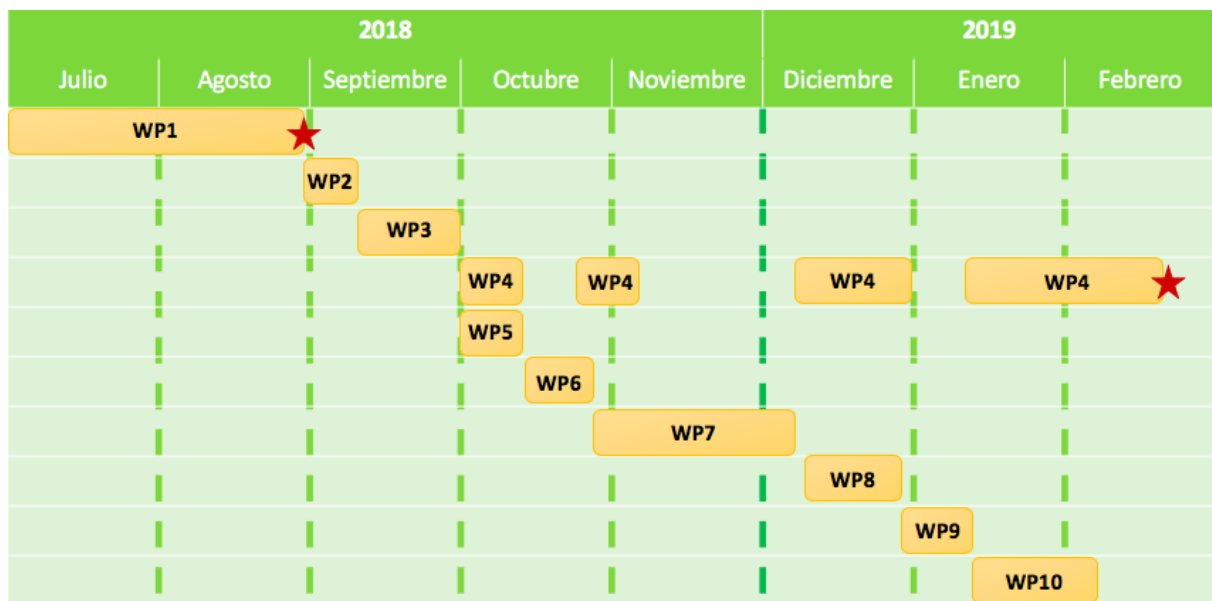 2018 2019
Julio Agosto Septiembre Octubre Noviembre Diciembre Enero Febrero
WP1
WP2
WP3
WP4 WP4 WP4 WP4
WP5
WP6
WP7
WP8
WP9
WP10